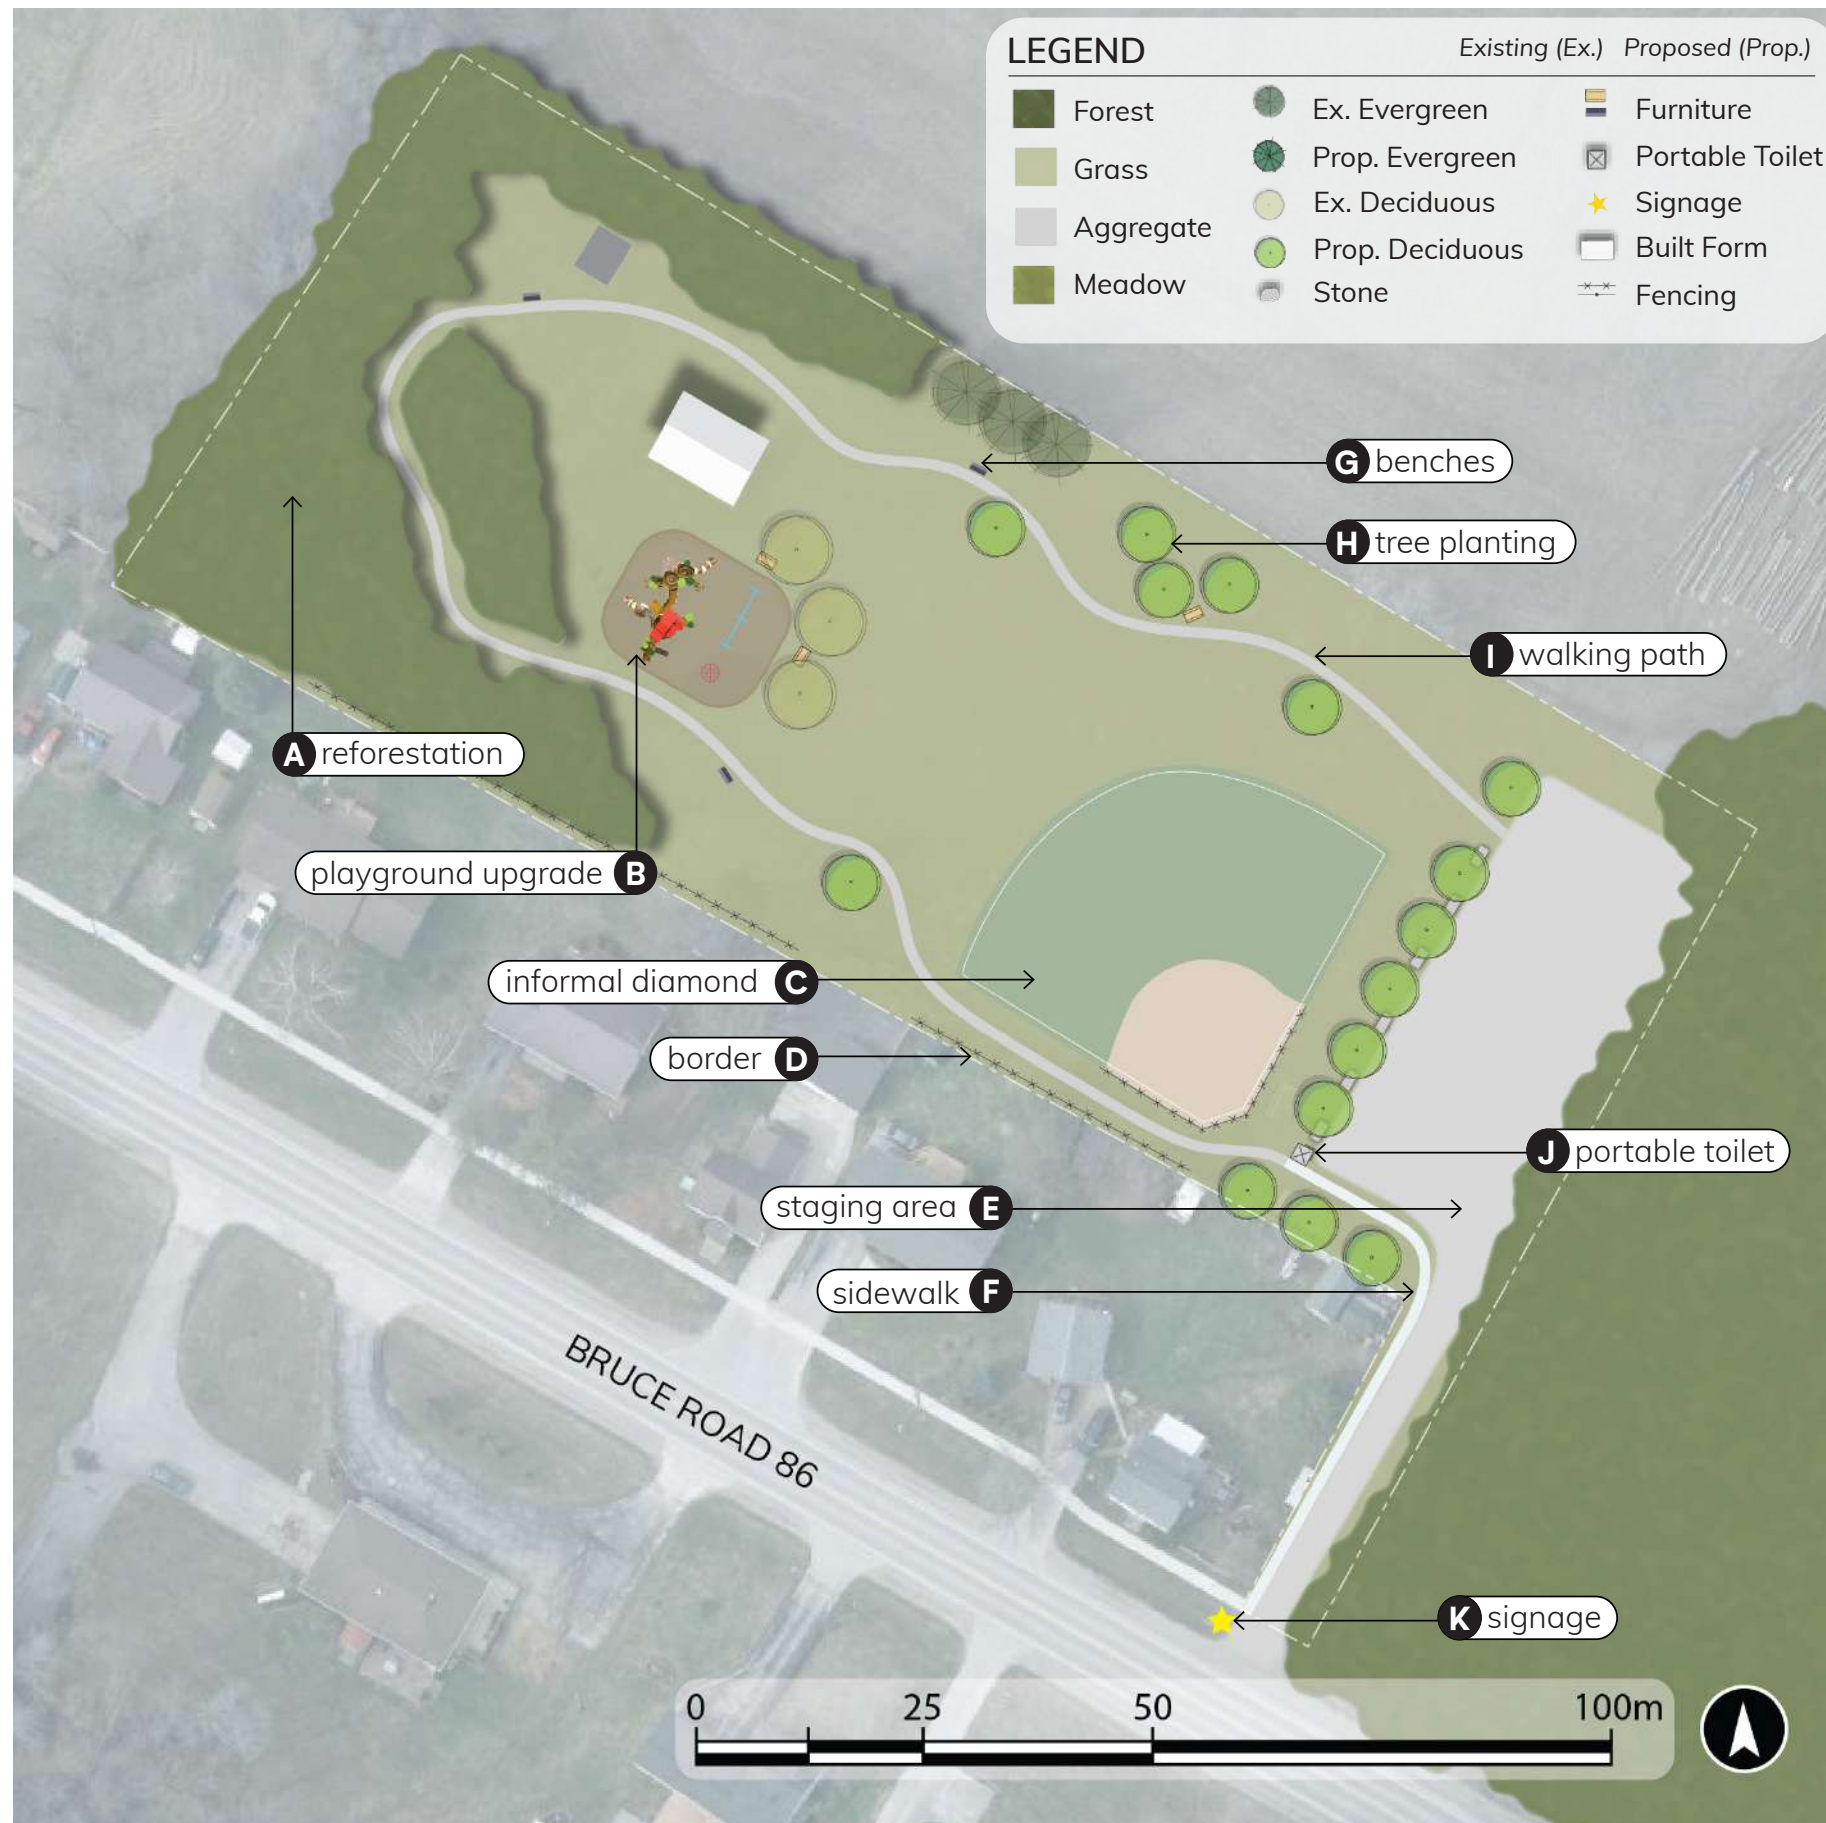 LEGEND
Existing (Ex.) Proposed (Prop.)
Forest
Grass
Aggregate
Meadow
Ex. Evergreen
Prop. Evergreen
Ex. Deciduous
Prop. Deciduous
Stone
Furniture
Portable Toilet
Signage
Built Form
Fencing
G benches
H tree planting
I walking path
A reforestation
playground upgrade B
informal diamond C
border D
J portable toilet
staging area E
sidewalk F
BRUCE ROAD 86
K signage
0 25 50 100m